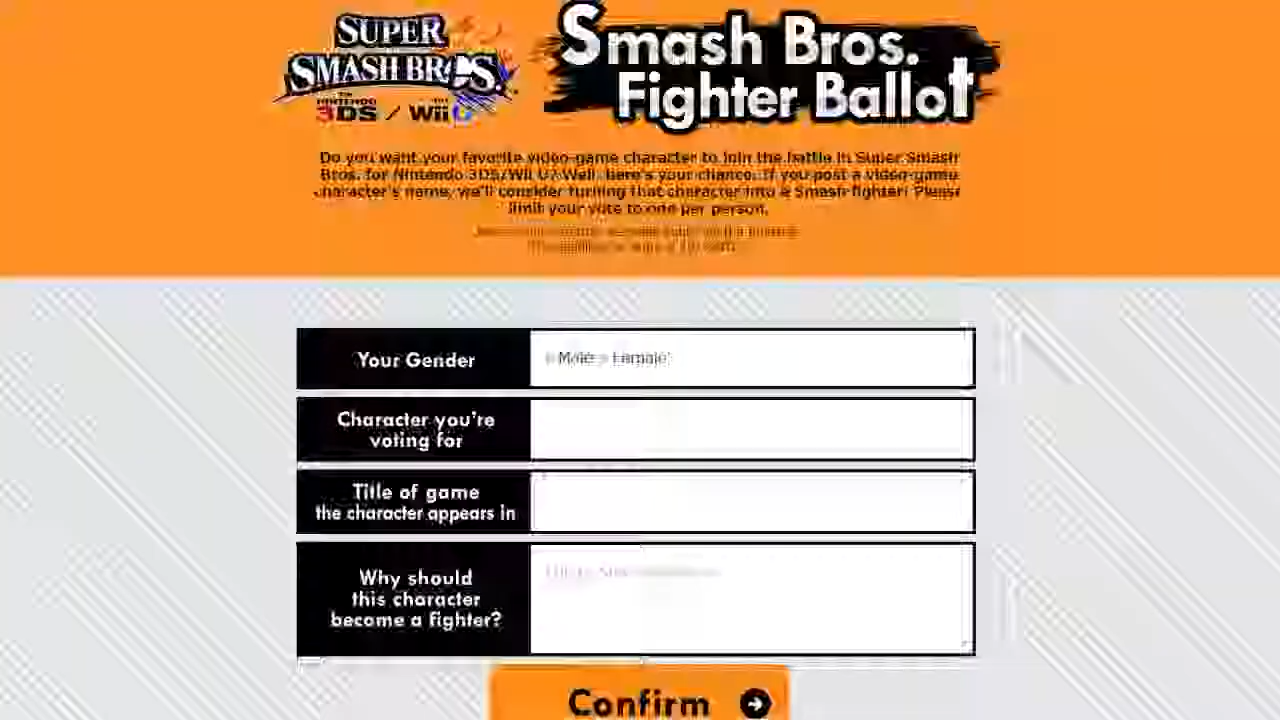 SUPER
SMASH BROS.
NINTENDO
3DS / Wii U
Smash Bros.
Fighter Ballot
Do you want your favorite video-game character to join the battle in Super Smash
Bros. for Nintendo 3DS/Wii U? Well, here's your chance. If you post a video-game
character's name, we'll consider turning that character into a Smash fighter! Please
limit your vote to one per person.
Your Gender
Male Female
Character you're
voting for
Title of game
the character appears in
Why should
this character
become a fighter?
Confirm